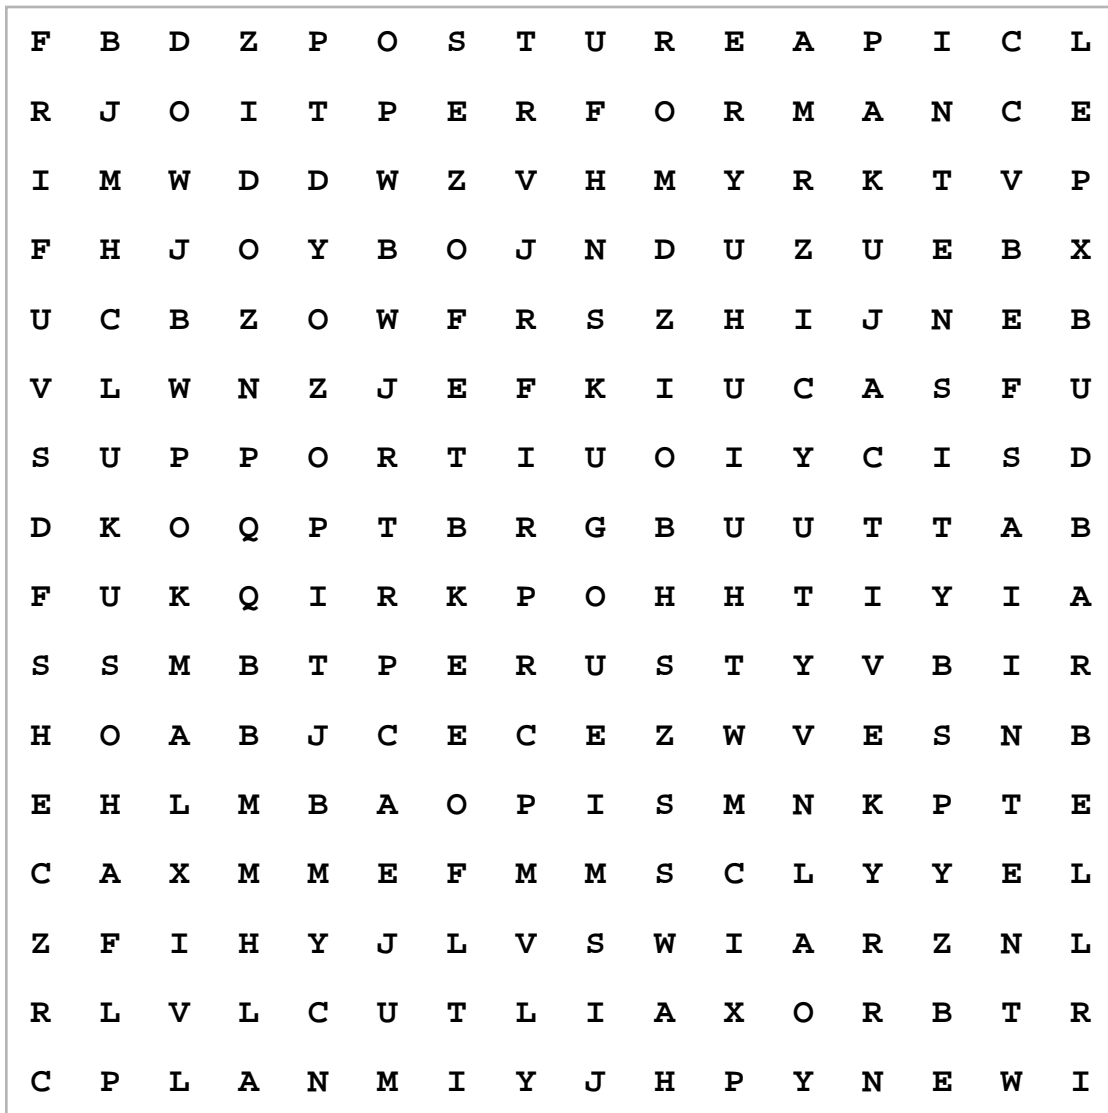 F B D Z P O S T U R E A P I C L
R J O I T P E R F O R M A N C E
I M W D D W Z V H M Y R K T V P
F H J O Y B O J N D U Z U E B X
U C B Z O W F R S Z H I J N E B
V L W N Z J E F K I U C A S F U
S U P P O R T I U O I Y C I S D
D K O Q P T B R G B U U T T A B
F U K Q I R K P O H H T I Y I A
S S M B T P E R U S T Y V B I R
H O A B J C E C E Z W V E S N B
E H L M B A O P I S M N K P T E
C A X M M E F M M S C L Y Y E L
Z F I H Y J L V S W I A R Z N L
R L V L C U T L I A X O R B T R
C P L A N M I Y J H P Y N E W I